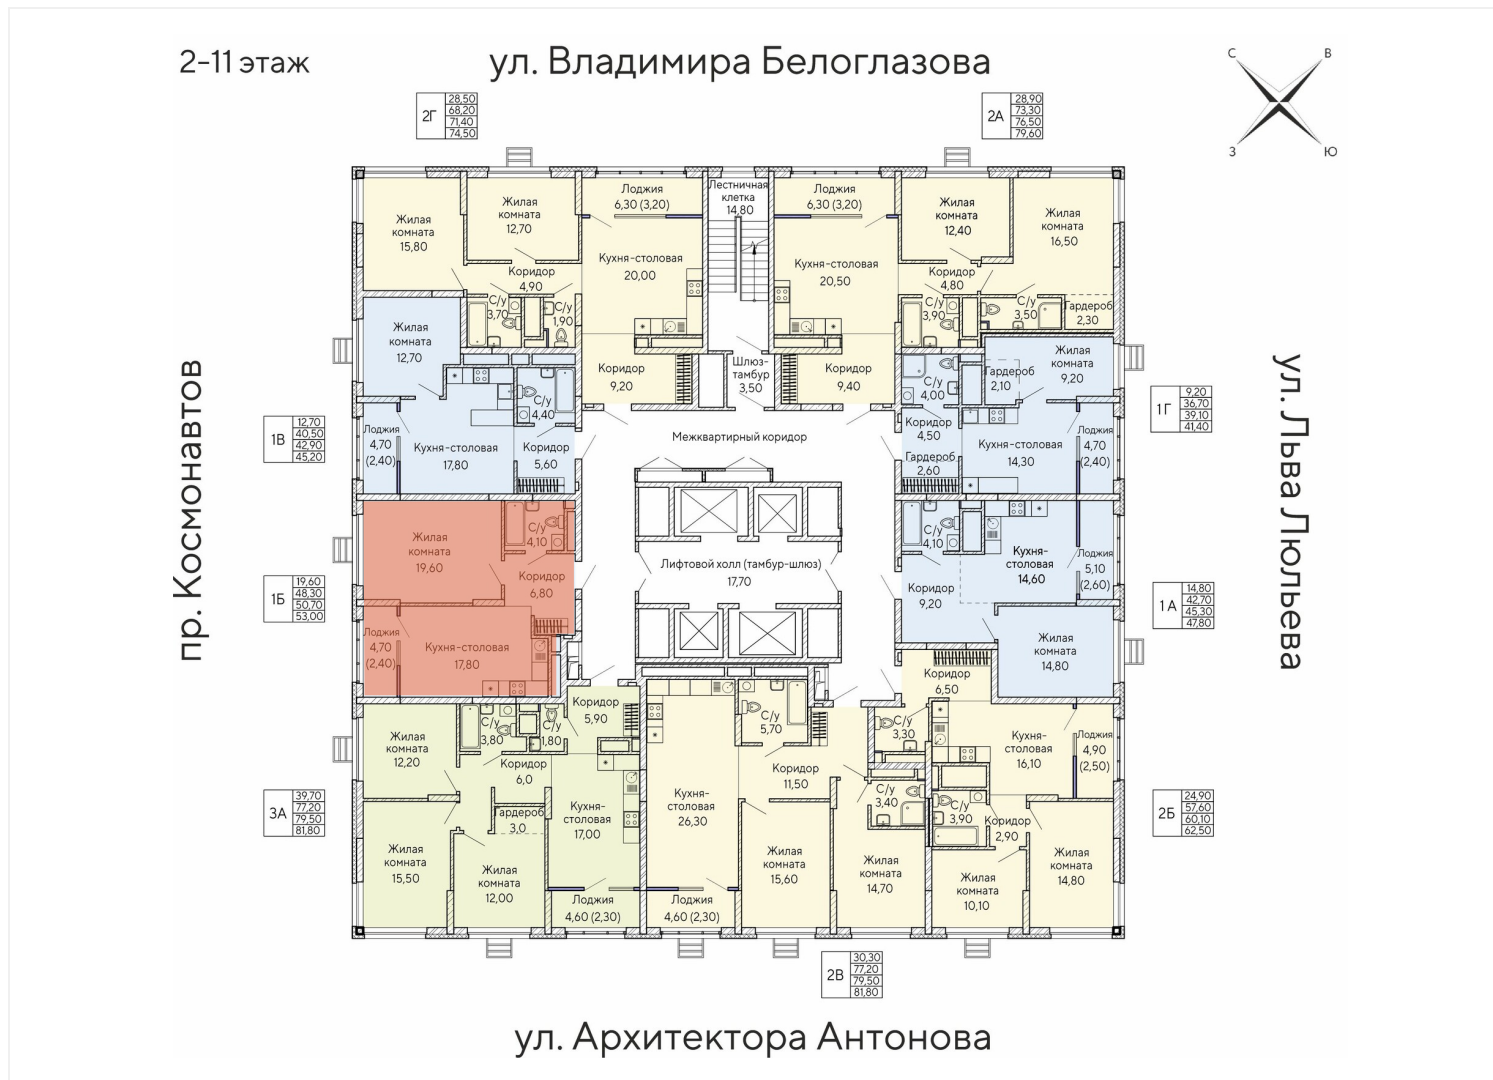 2-11 этаж
ул. Владимира Белоглазова
С
В
З
Ю
2Г
28,50
68,20
71,40
74,50
2А
28,90
73,30
76,50
79,60
Жилая
комната
15,80
Жилая
комната
12,70
Лоджия
6,30 (3,20)
Лестничная
клетка
14,80
Лоджия
6,30 (3,20)
Жилая
комната
12,40
Жилая
комната
16,50
Кухня-столовая
20,00
Кухня-столовая
20,50
Коридор
4,90
Коридор
4,80
С/у
3,70
С/у
1,90
С/у
3,90
С/у
3,50
Гардероб
2,30
Жилая
комната
12,70
Коридор
9,20
Шлюз-
тамбур
3,50
Коридор
9,40
С/у
4,00
Гардероб
2,10
Жилая
комната
9,20
пр. Космонавтов
ул. Льва Люльева
1В
12,70
40,50
42,90
45,20
1Г
9,20
36,70
39,10
41,40
С/у
4,40
Лоджия
4,70
(2,40)
Кухня-столовая
17,80
Коридор
5,60
Межквартирный коридор
Коридор
4,50
Гардероб
2,60
Кухня-столовая
14,30
Лоджия
4,70
(2,40)
Жилая
комната
19,60
С/у
4,10
Коридор
6,80
Лифтовой холл (тамбур-шлюз)
17,70
С/у
4,10
Кухня-
столовая
14,60
Лоджия
5,10
(2,60)
Коридор
9,20
1Б
19,60
48,30
50,70
53,00
1А
14,80
42,70
45,30
47,80
Лоджия
4,70
(2,40)
Кухня-столовая
17,80
Жилая
комната
14,80
Коридор
6,50
Жилая
комната
12,20
С/у
3,80
С/у
1,80
Коридор
5,90
С/у
5,70
С/у
3,30
Кухня-
столовая
16,10
Лоджия
4,90
(2,50)
Коридор
6,0
Коридор
11,50
С/у
3,40
С/у
3,90
Коридор
2,90
3А
39,70
77,20
79,50
81,80
2Б
24,90
57,60
60,10
62,50
Гардероб
3,0
Кухня-
столовая
17,00
Кухня-
столовая
26,30
Жилая
комната
15,50
Жилая
комната
12,00
Жилая
комната
15,60
Жилая
комната
14,70
Жилая
комната
10,10
Жилая
комната
14,80
Лоджия
4,60 (2,30)
Лоджия
4,60 (2,30)
2В
30,30
77,20
79,50
81,80
ул. Архитектора Антонова